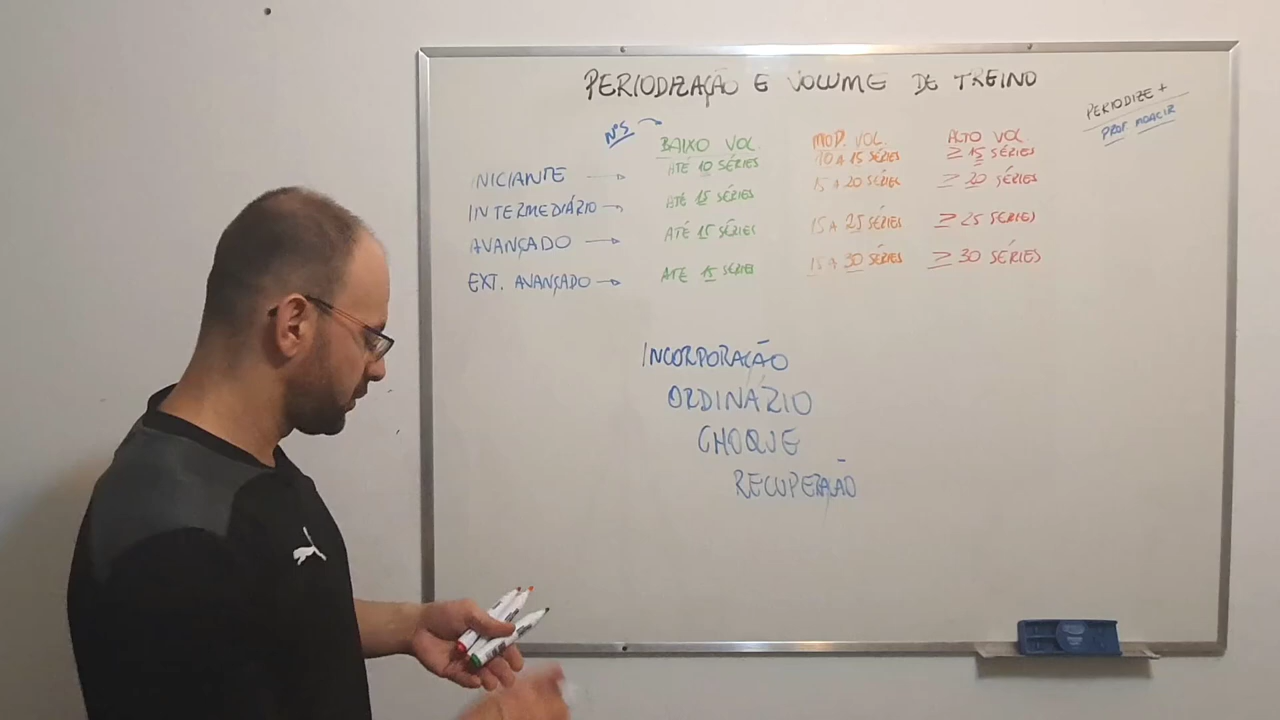 PERIODIZAÇÃO E VOLUME DE TREINO
PERIODIZE +
PROF. MOACIR
NºS
BAIXO VOL. MOD. VOL. ALTO VOL.
INICIANTE ATÉ 10 SÉRIES 10 A 15 SÉRIES ≥ 15 SÉRIES
INTERMEDIÁRIO ATÉ 15 SÉRIES 15 A 20 SÉRIES ≥ 20 SÉRIES
AVANÇADO ATÉ 15 SÉRIES 15 A 25 SÉRIES ≥ 25 SÉRIES
EXT. AVANÇADO ATÉ 15 SÉRIES 15 A 30 SÉRIES ≥ 30 SÉRIES
INCORPORAÇÃO
ORDINÁRIO
CHOQUE
RECUPERAÇÃO